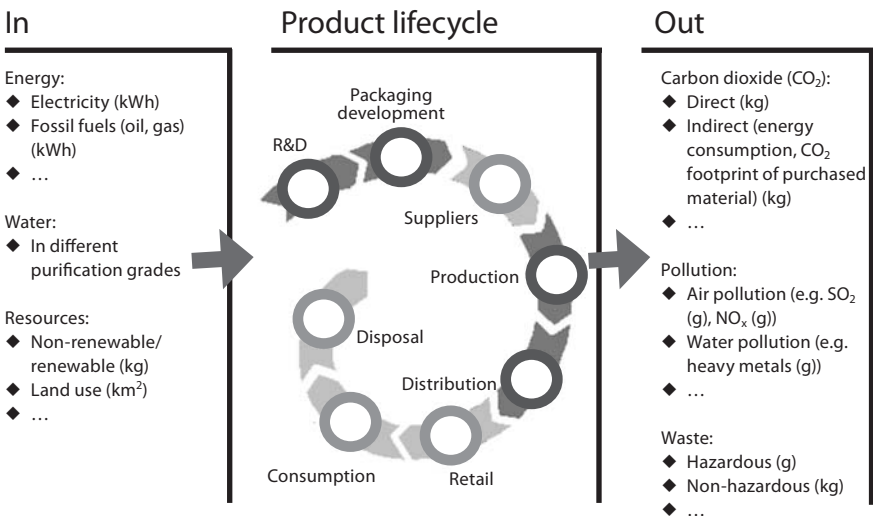 In
Energy:
◆ Electricity (kWh)
◆ Fossil fuels (oil, gas)
(kWh)
◆ …
Water:
◆ In different
purification grades
Resources:
◆ Non-renewable/
renewable (kg)
◆ Land use (km²)
◆ …
Product lifecycle
R&D
Packaging
development
Suppliers
Production
Distribution
Retail
Consumption
Disposal
Out
Carbon dioxide (CO₂):
◆ Direct (kg)
◆ Indirect (energy
consumption, CO₂
footprint of purchased
material) (kg)
◆ …
Pollution:
◆ Air pollution (e.g. SO₂
(g), NOₓ (g))
◆ Water pollution (e.g.
heavy metals (g))
◆ …
Waste:
◆ Hazardous (g)
◆ Non-hazardous (kg)
◆ …